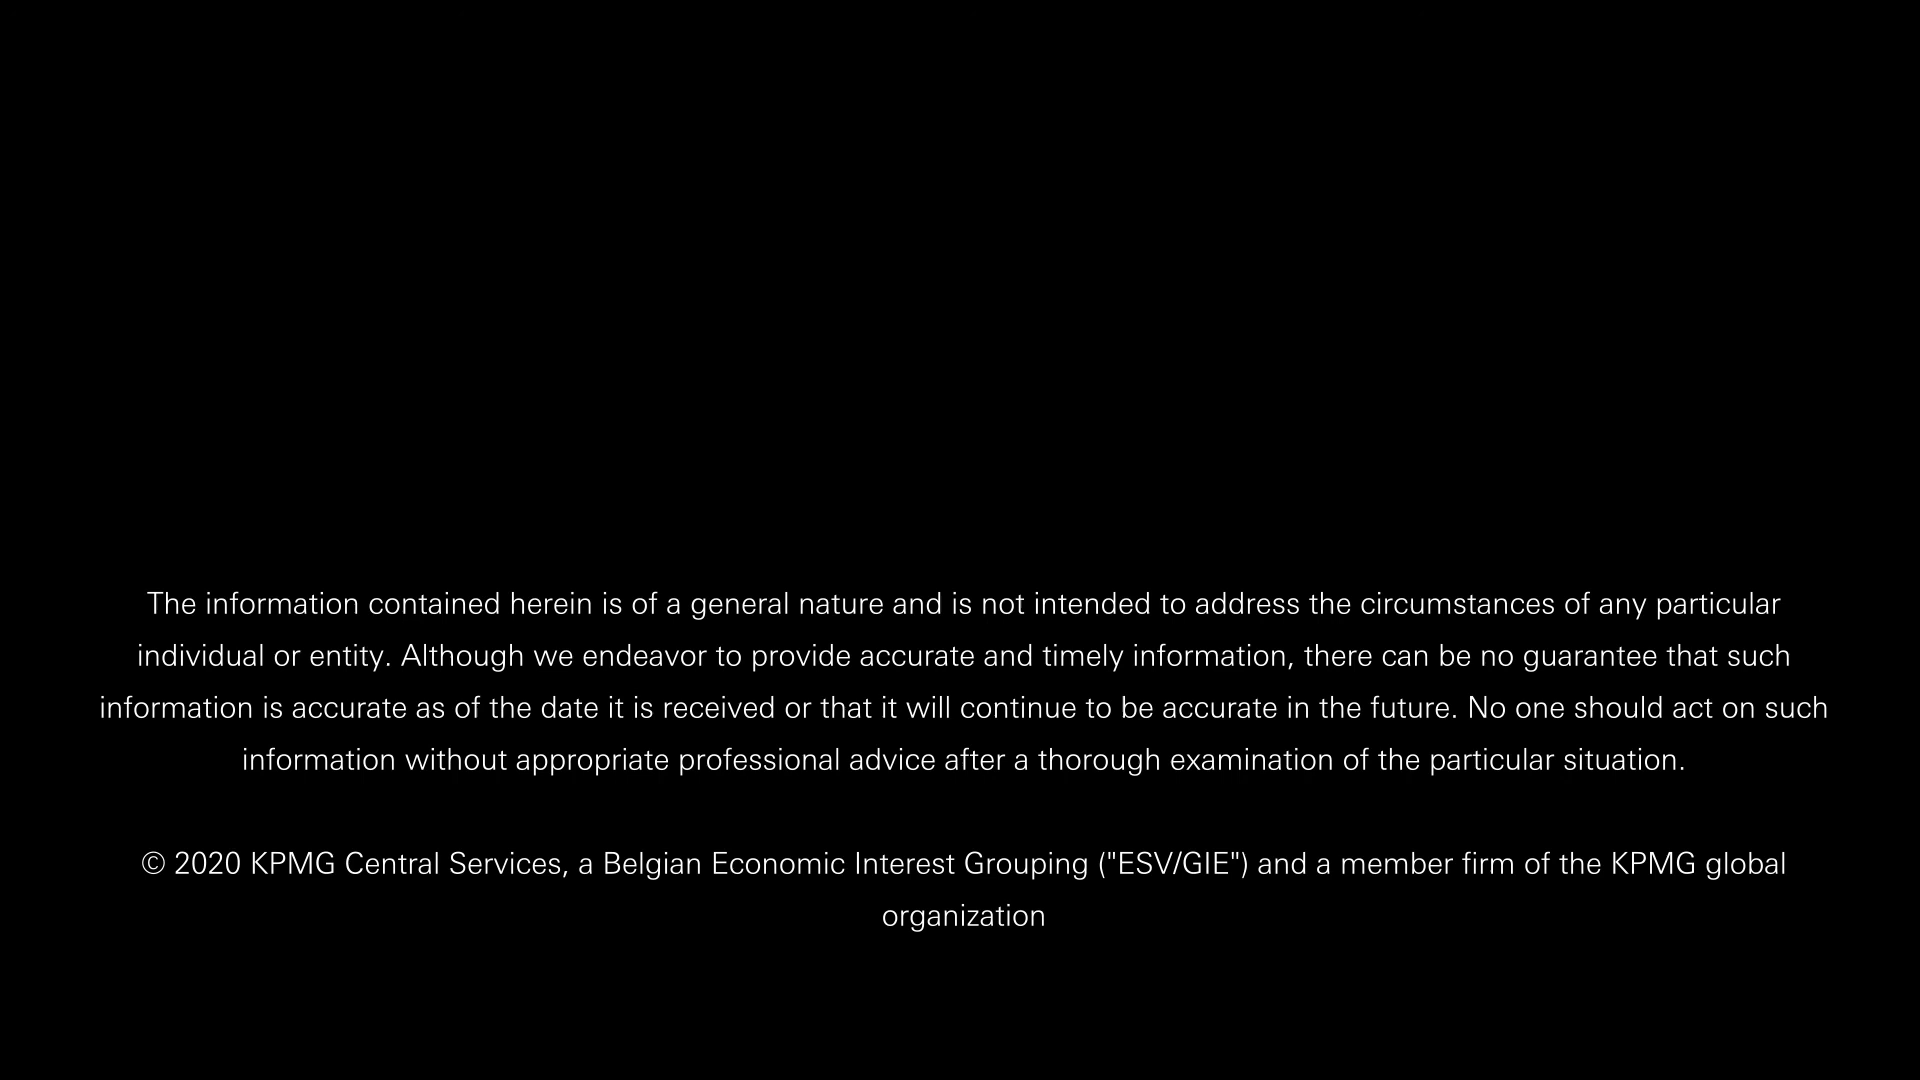 The information contained herein is of a general nature and is not intended to address the circumstances of any particular
individual or entity. Although we endeavor to provide accurate and timely information, there can be no guarantee that such
information is accurate as of the date it is received or that it will continue to be accurate in the future. No one should act on such
information without appropriate professional advice after a thorough examination of the particular situation.
© 2020 KPMG Central Services, a Belgian Economic Interest Grouping ("ESV/GIE") and a member firm of the KPMG global
organization